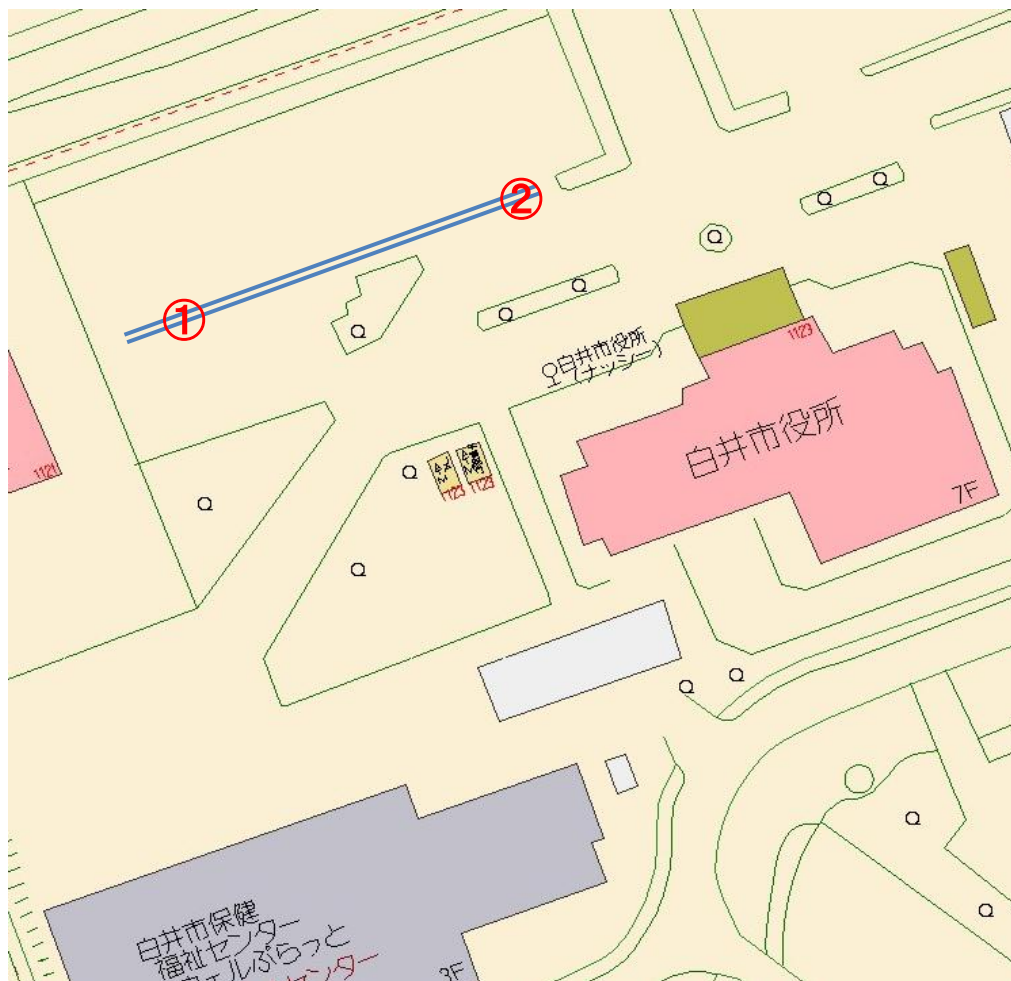 ②
①
白井市役所
(ナッシー)
1123
白井市役所
7F
1121
1123 1123
白井市保健
福祉センター
ウェルぷらっと
センター
3F